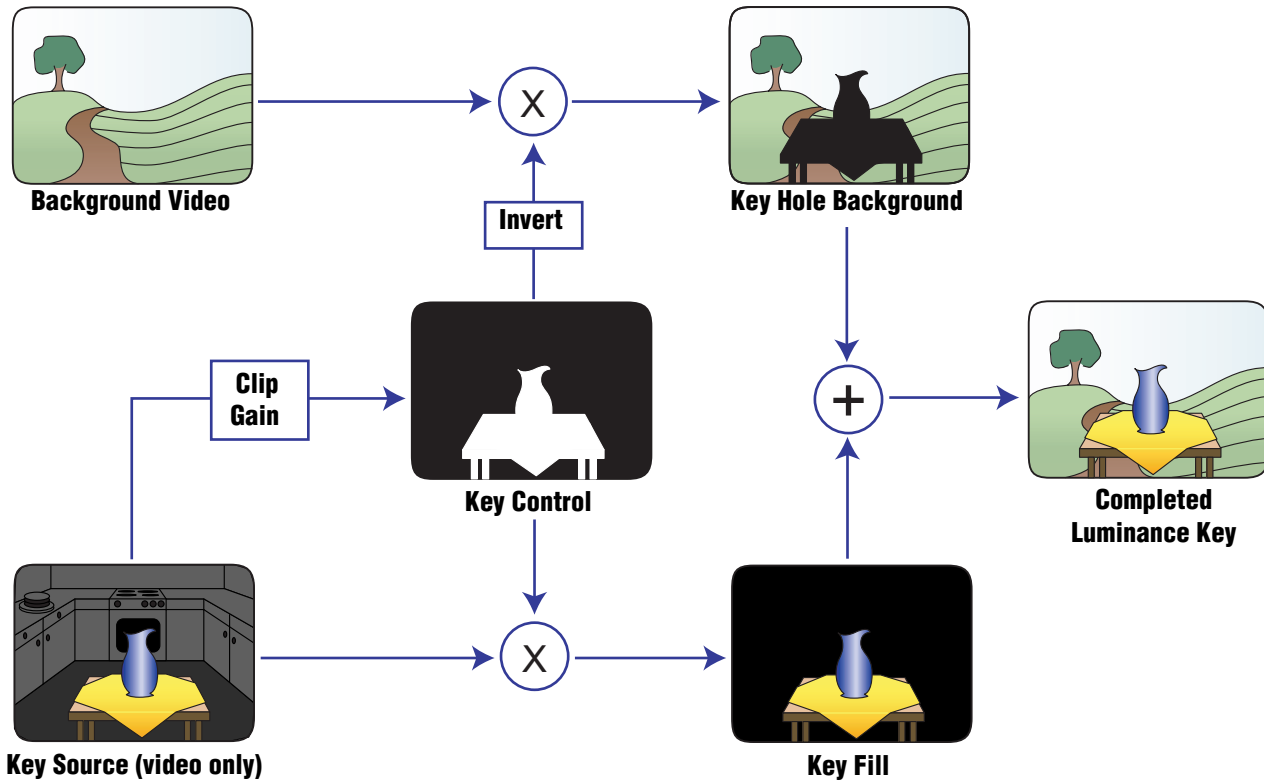 X
Background Video
Key Hole Background
Invert
Clip
Gain
+
Key Control
Completed
Luminance Key
X
Key Source (video only)
Key Fill